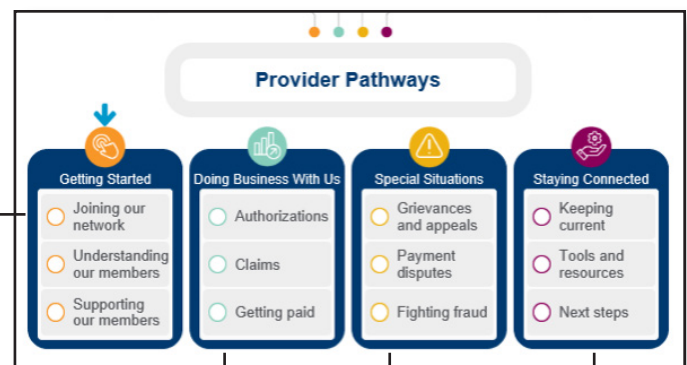 Provider Pathways
Getting Started
Joining our
network
Understanding
our members
Supporting
our members
Doing Business With Us
Authorizations
Claims
Getting paid
Special Situations
Grievances
and appeals
Payment
disputes
Fighting fraud
Staying Connected
Keeping
current
Tools and
resources
Next steps